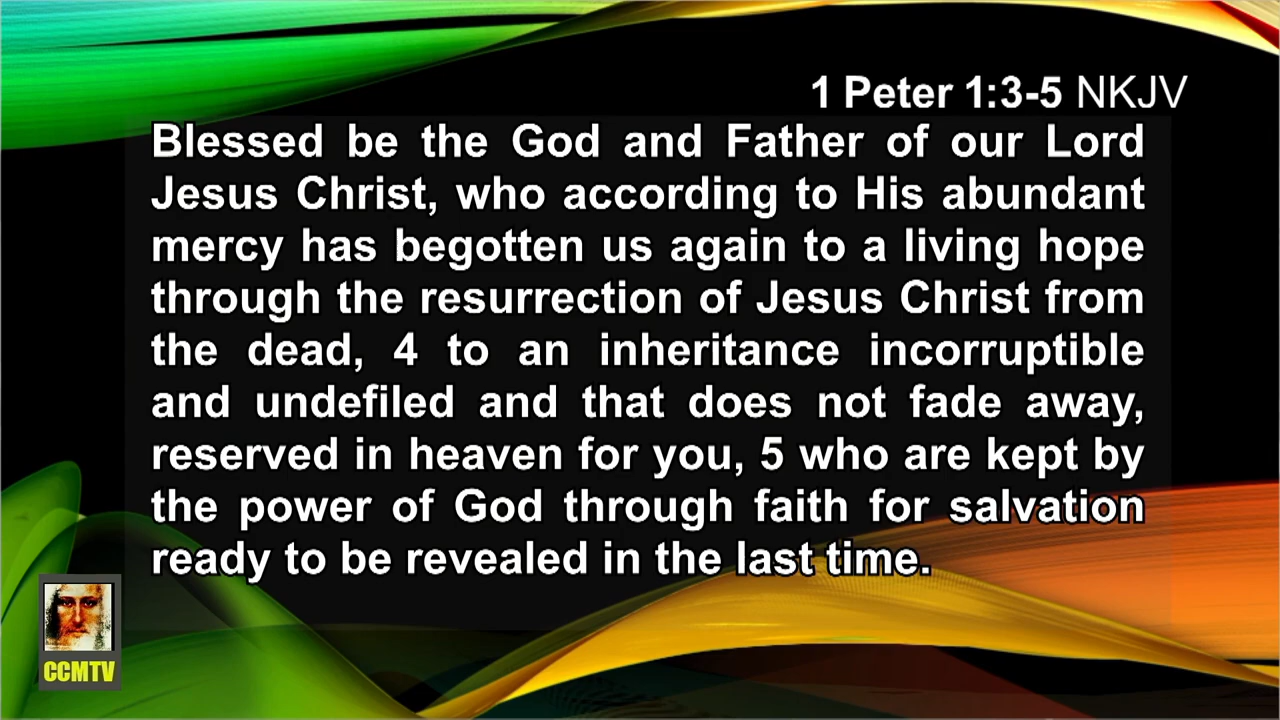 1 Peter 1:3-5 NKJV
Blessed be the God and Father of our Lord
Jesus Christ, who according to His abundant
mercy has begotten us again to a living hope
through the resurrection of Jesus Christ from
the dead, 4 to an inheritance incorruptible
and undefiled and that does not fade away,
reserved in heaven for you, 5 who are kept by
the power of God through faith for salvation
ready to be revealed in the last time.
CCMTV